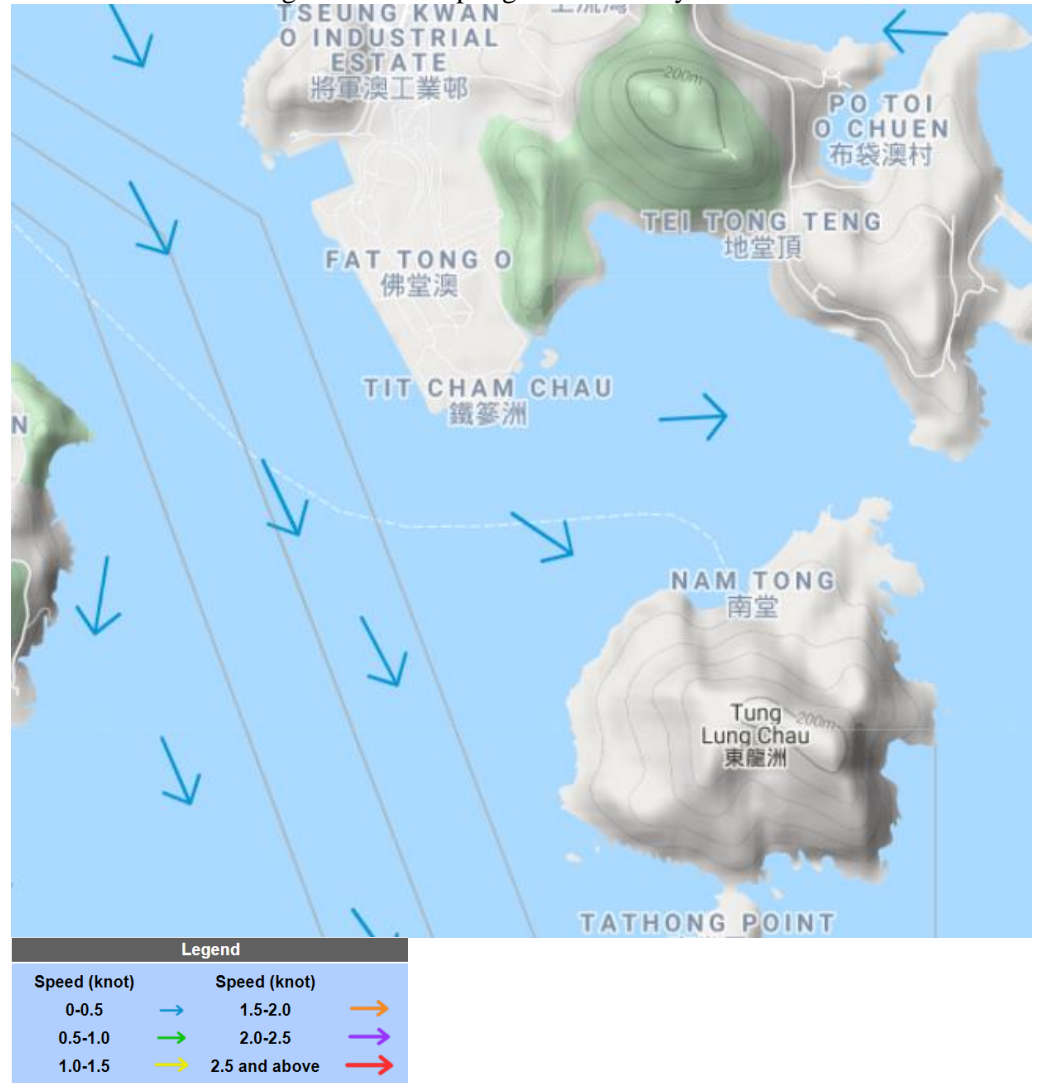 TSEUNG KWAN
O INDUSTRIAL
ESTATE
將軍澳工業邨
200m
PO TOI
O CHUEN
布袋澳村
TEI TONG TENG
地堂頂
FAT TONG O
佛堂澳
TIT CHAM CHAU
鐵篸洲
N
NAM TONG
南堂
Tung
Lung Chau
東龍洲
200m
TATHONG POINT
Legend
Speed (knot) Speed (knot)
0-0.5 1.5-2.0
0.5-1.0 2.0-2.5
1.0-1.5 2.5 and above